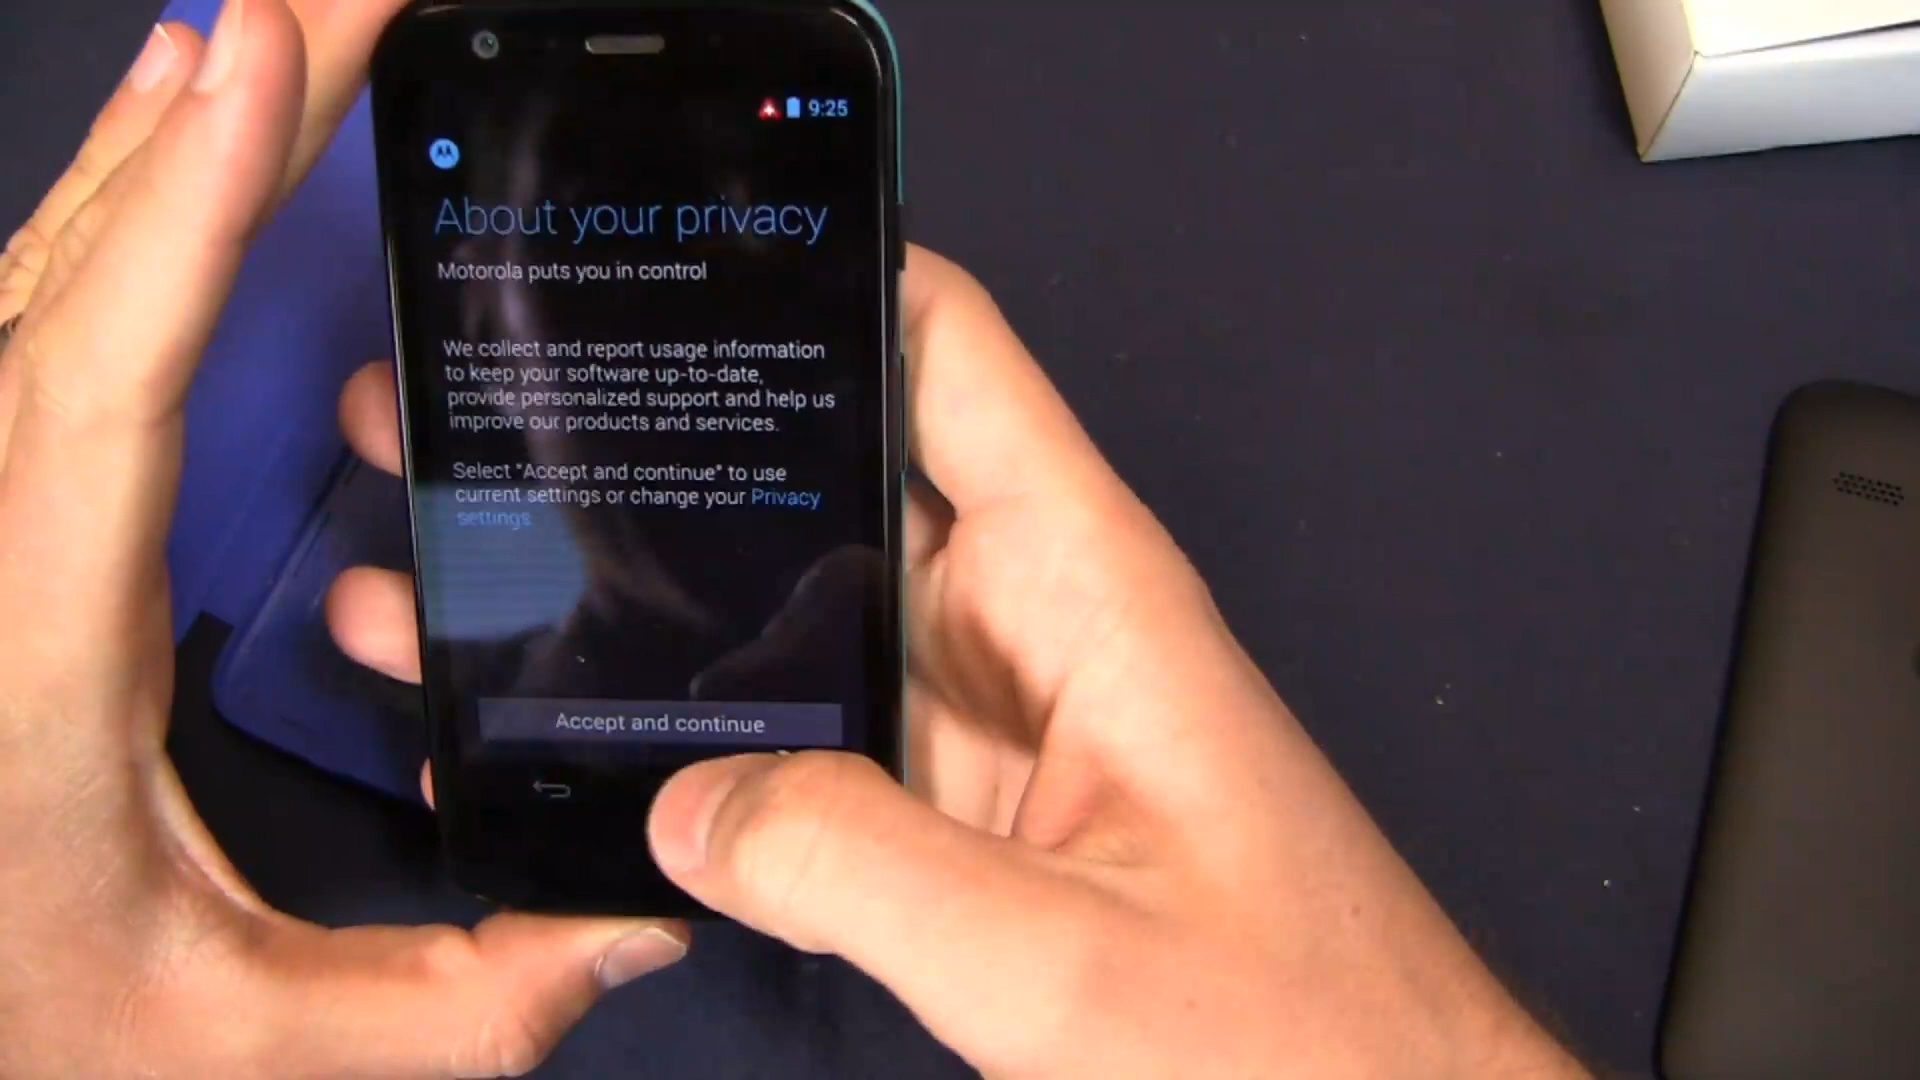 9:25
About your privacy
Motorola puts you in control
We collect and report usage information
to keep your software up-to-date,
provide personalized support and help us
improve our products and services.
Select "Accept and continue" to use
current settings or change your Privacy
settings.
Accept and continue